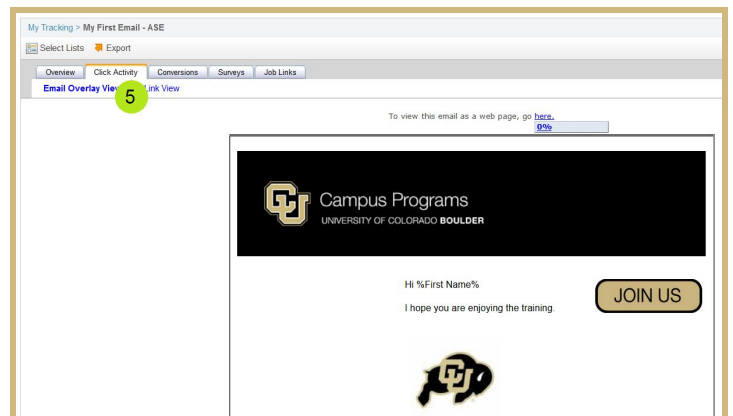 My Tracking > My First Email - ASE
Select Lists Export
Overview Click Activity Conversions Surveys Job Links
Email Overlay View Link View
5
To view this email as a web page, go here.
0%
CU Campus Programs
UNIVERSITY OF COLORADO BOULDER
Hi %First Name%
JOIN US
I hope you are enjoying the training.
CU